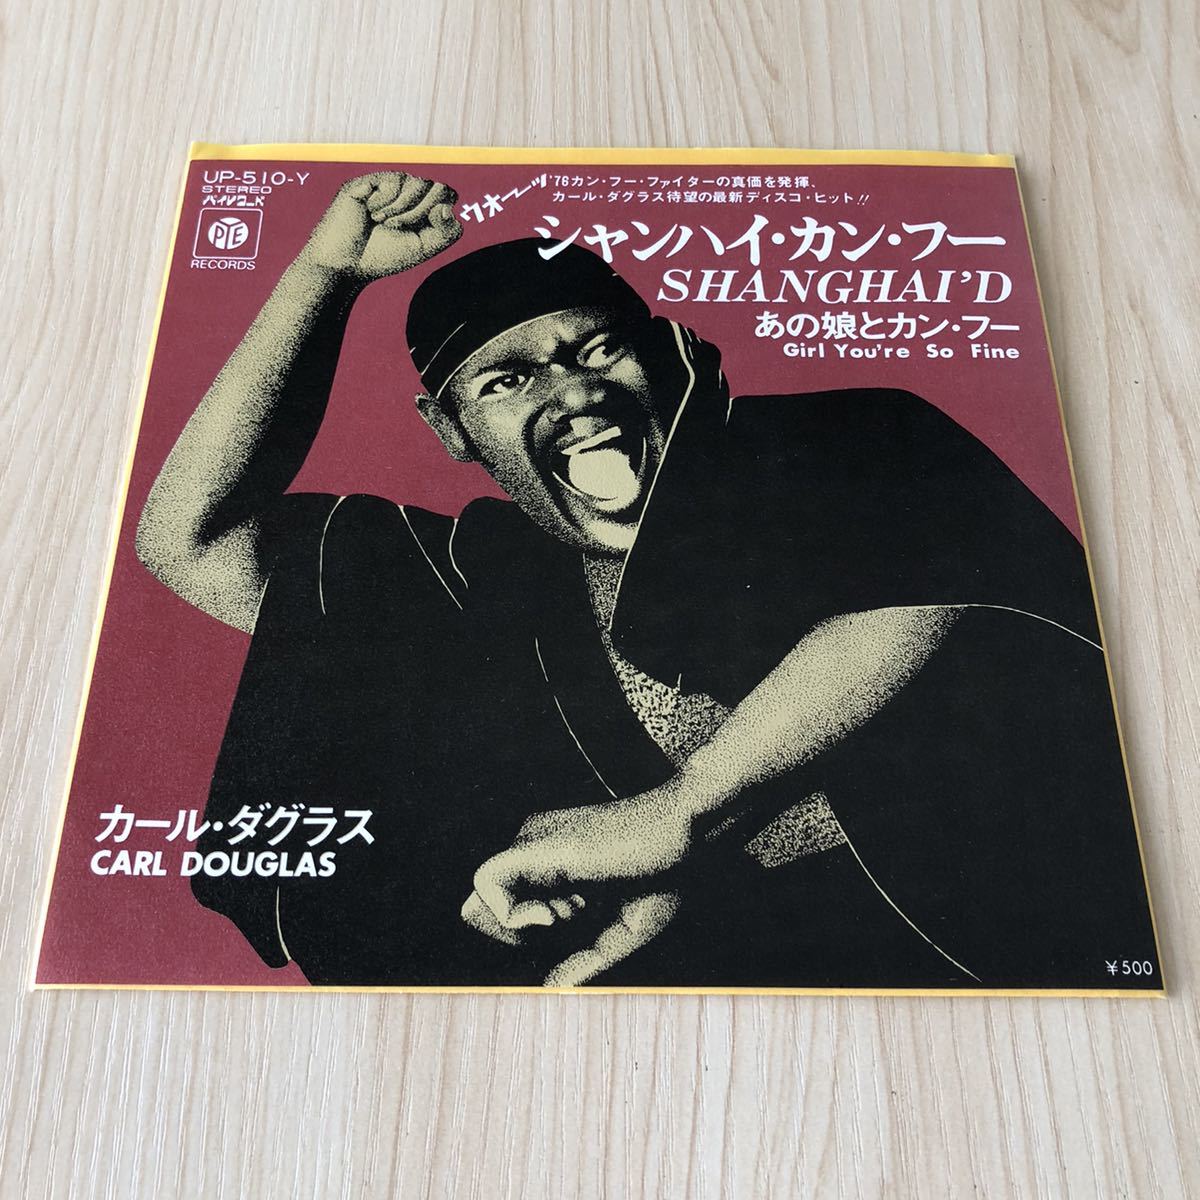 UP-510-Y
STEREO
パイレコード
PYE
RECORDS
ウオーッ
'76カン・フー・ファイターの真価を発揮、
カール・ダグラス待望の最新ディスコ・ヒット!!
シャンハイ・カン・フー
SHANGHAI'D
あの娘とカン・フー
Girl You're So Fine
カール・ダグラス
CARL DOUGLAS
¥500